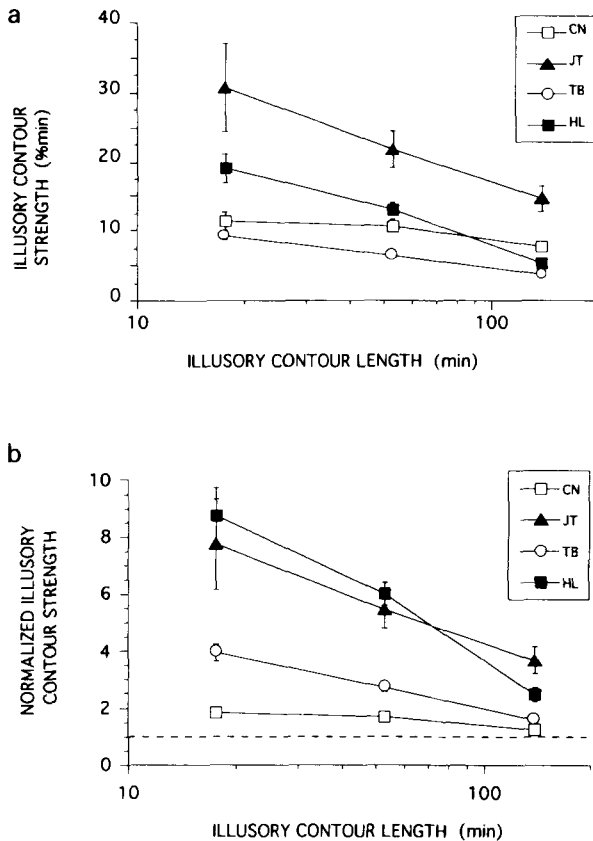 a
40
30
20
10
0
10
100
ILLUSORY CONTOUR
STRENGTH (%min)
ILLUSORY CONTOUR LENGTH (min)
CN
JT
TB
HL
b
10
8
6
4
2
0
10
100
NORMALIZED ILLUSORY
CONTOUR STRENGTH
ILLUSORY CONTOUR LENGTH (min)
CN
JT
TB
HL